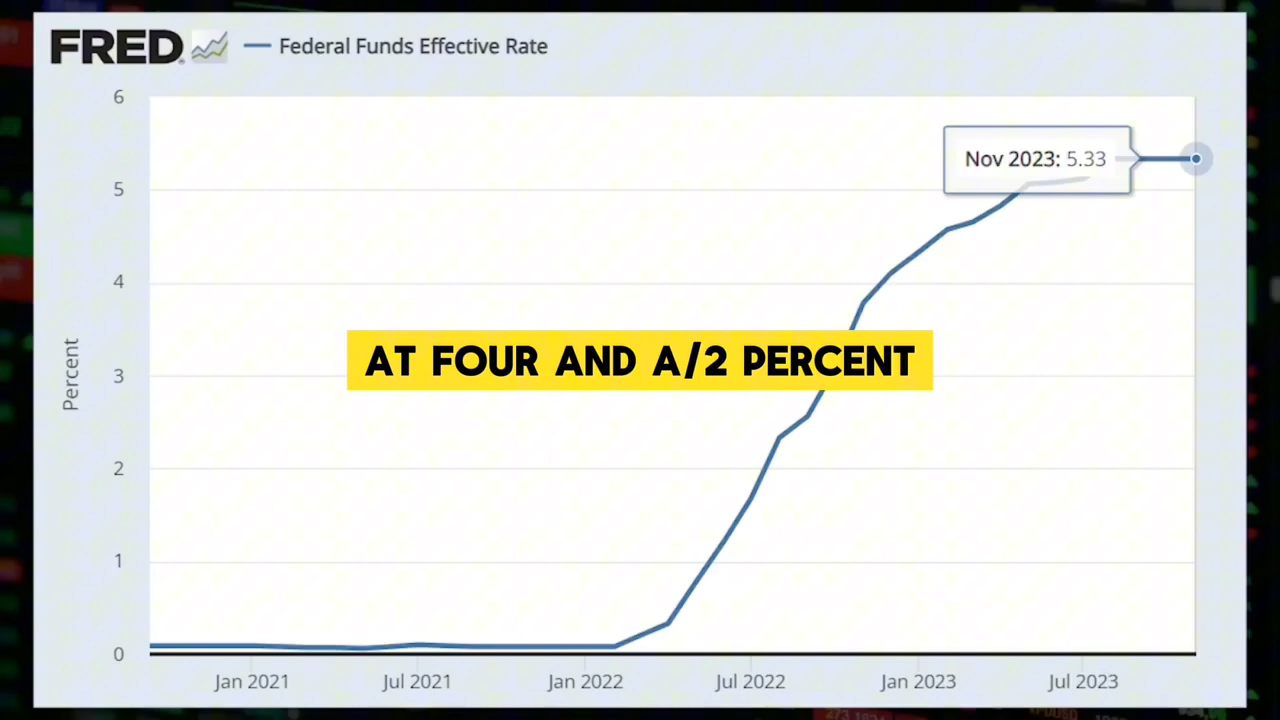 FRED — Federal Funds Effective Rate
6
Nov 2023: 5.33
5
4
AT FOUR AND A/2 PERCENT
3
Percent
2
1
0
Jan 2021 Jul 2021 Jan 2022 Jul 2022 Jan 2023 Jul 2023